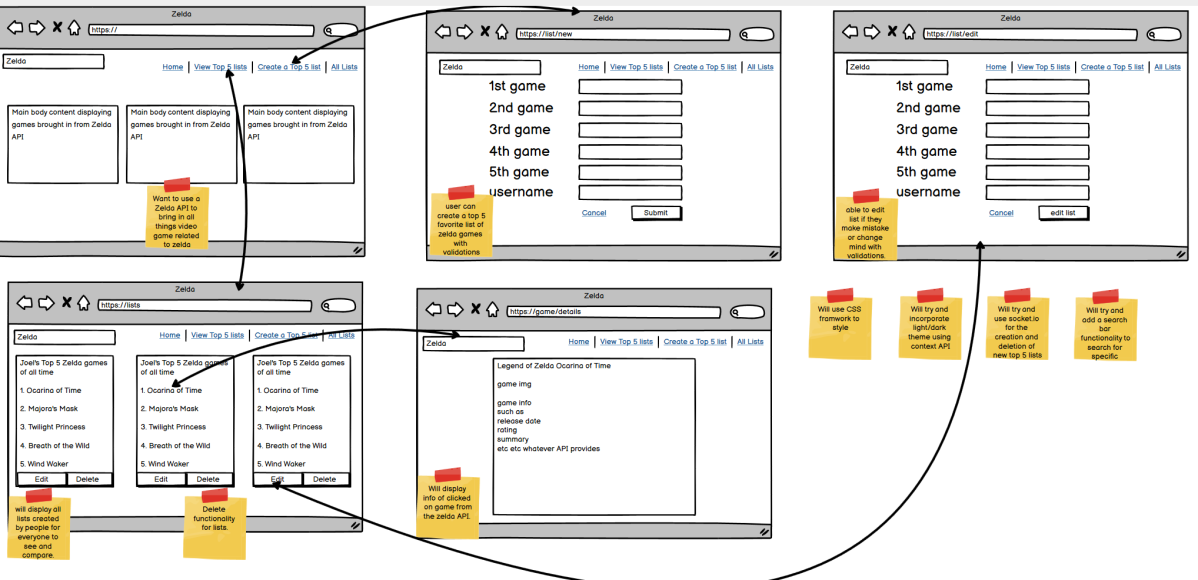 Zelda
https://
Zelda
Home | View Top 5 lists | Create a Top 5 list | All Lists
Main body content displaying
games brought in from Zelda
API
Main body content displaying
games brought in from Zelda
API
Main body content displaying
games brought in from Zelda
API
Want to use a
Zelda API to
bring in all
things video
game related
to zelda
Zelda
https://list/new
Zelda
Home | View Top 5 lists | Create a Top 5 list | All Lists
1st game
2nd game
3rd game
4th game
5th game
username
Cancel
Submit
user can
create a top 5
favorite list of
zelda games
with
validations
Zelda
https://list/edit
Zelda
Home | View Top 5 lists | Create a Top 5 list | All Lists
1st game
2nd game
3rd game
4th game
5th game
username
Cancel
edit list
able to edit
list if they
make mistake
or change
mind with
validations.
Zelda
https://lists
Zelda
Home | View Top 5 lists | Create a Top 5 list | All Lists
Joel's Top 5 Zelda games
of all time
1. Ocarina of Time
2. Majora's Mask
3. Twilight Princess
4. Breath of the Wild
5. Wind Waker
Edit
Delete
Joel's Top 5 Zelda games
of all time
1. Ocarina of Time
2. Majora's Mask
3. Twilight Princess
4. Breath of the Wild
5. Wind Waker
Edit
Delete
Joel's Top 5 Zelda games
of all time
1. Ocarina of Time
2. Majora's Mask
3. Twilight Princess
4. Breath of the Wild
5. Wind Waker
Edit
Delete
will display all
lists created
by people for
everyone to
see and
compare.
Delete
functionality
for lists.
Zelda
https://game/details
Zelda
Home | View Top 5 lists | Create a Top 5 list | All Lists
Legend of Zelda Ocarina of Time
game img
game info
such as
release date
rating
summary
etc etc whatever API provides
Will display
info of clicked
on game from
the zelda API.
Will use CSS
framwork to
style
Will try and
incorporate
light/dark
theme using
context API
Will try and
use socket.io
for the
creation and
deletion of
new top 5 lists
Will try and
add a search
bar
functionality to
search for
specific